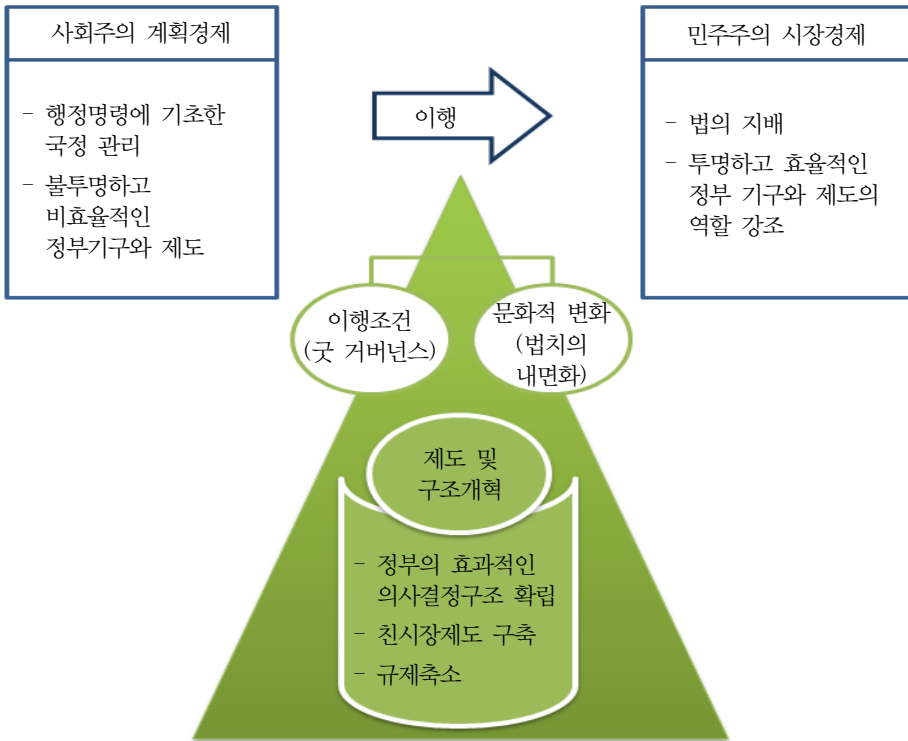 사회주의 계획경제
- 행정명령에 기초한
국정 관리
- 불투명하고
비효율적인
정부기구와 제도
이행
민주주의 시장경제
- 법의 지배
- 투명하고 효율적인
정부 기구와 제도의
역할 강조
이행조건
(굿 거버넌스)
문화적 변화
(법치의
내면화)
제도 및
구조개혁
- 정부의 효과적인
의사결정구조 확립
- 친시장제도 구축
- 규제축소